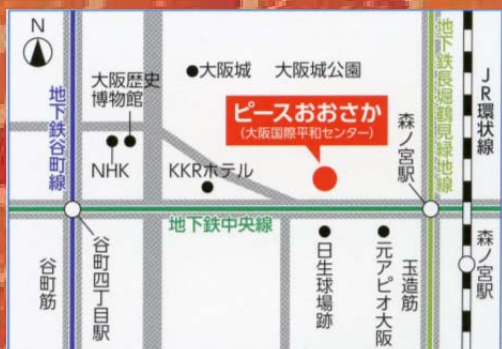 N
大阪歴史
博物館
大阪城
大阪城公園
地下鉄長堀鶴見緑地線
JR環状線
地下鉄谷町線
ピースおおさか
(大阪国際平和センター)
森ノ宮駅
NHK
KKRホテル
地下鉄中央線
谷町筋
谷町四丁目駅
日生球場跡
元アピオ大阪
玉造筋
森ノ宮駅